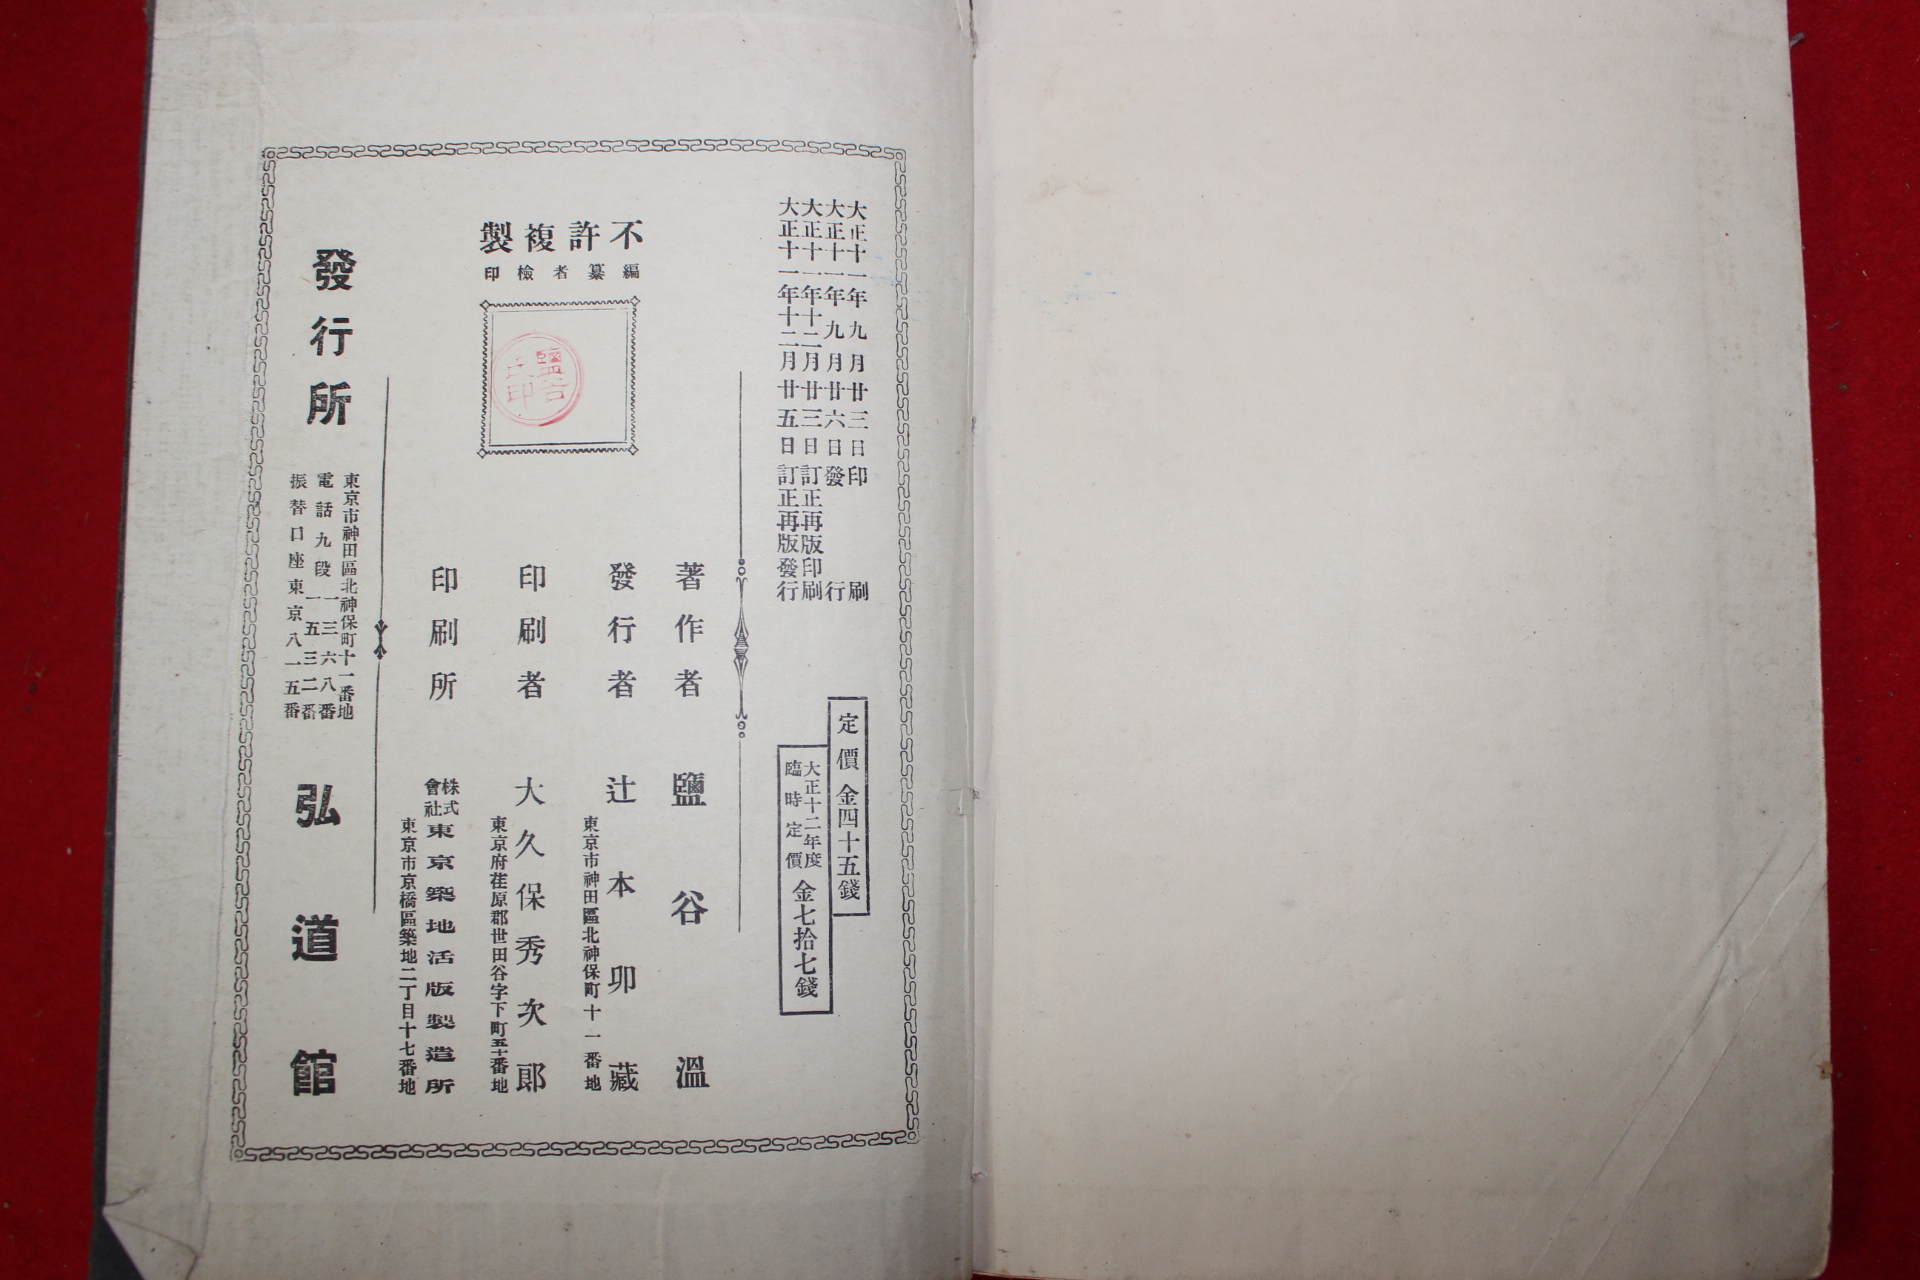 大正十一年九月廿三日印刷
大正十一年九月廿六日發行
大正十一年十二月廿三日訂正再版印刷
大正十一年十二月廿五日訂正再版發行
定價金四十五錢
大正十二年度
臨時定價
金七拾七錢
不許複製
編纂者檢印
鹽谷
氏印
著作者 鹽谷溫
發行者 辻本卯藏
東京市神田區北神保町十一番地
印刷者 大久保秀次郎
東京府荏原郡世田谷字下町五十番地
印刷所 株式會社東京築地活版製造所
東京市京橋區築地二丁目十七番地
發行所
東京市神田區北神保町十一番地
電話九段一三六八番
一五三二番
振替口座東京八一五番
弘道館